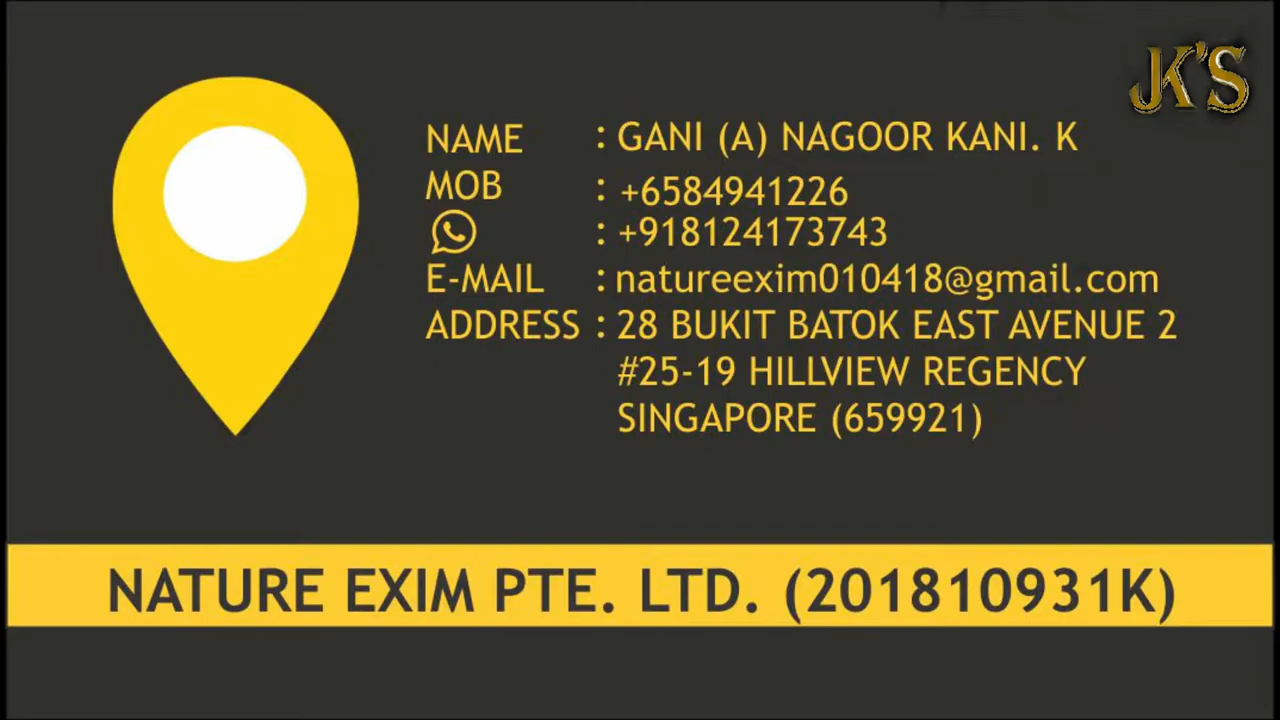 JK'S
NAME : GANI (A) NAGOOR KANI. K
MOB : +6584941226
: +918124173743
E-MAIL : natureexim010418@gmail.com
ADDRESS : 28 BUKIT BATOK EAST AVENUE 2
#25-19 HILLVIEW REGENCY
SINGAPORE (659921)
NATURE EXIM PTE. LTD. (201810931K)